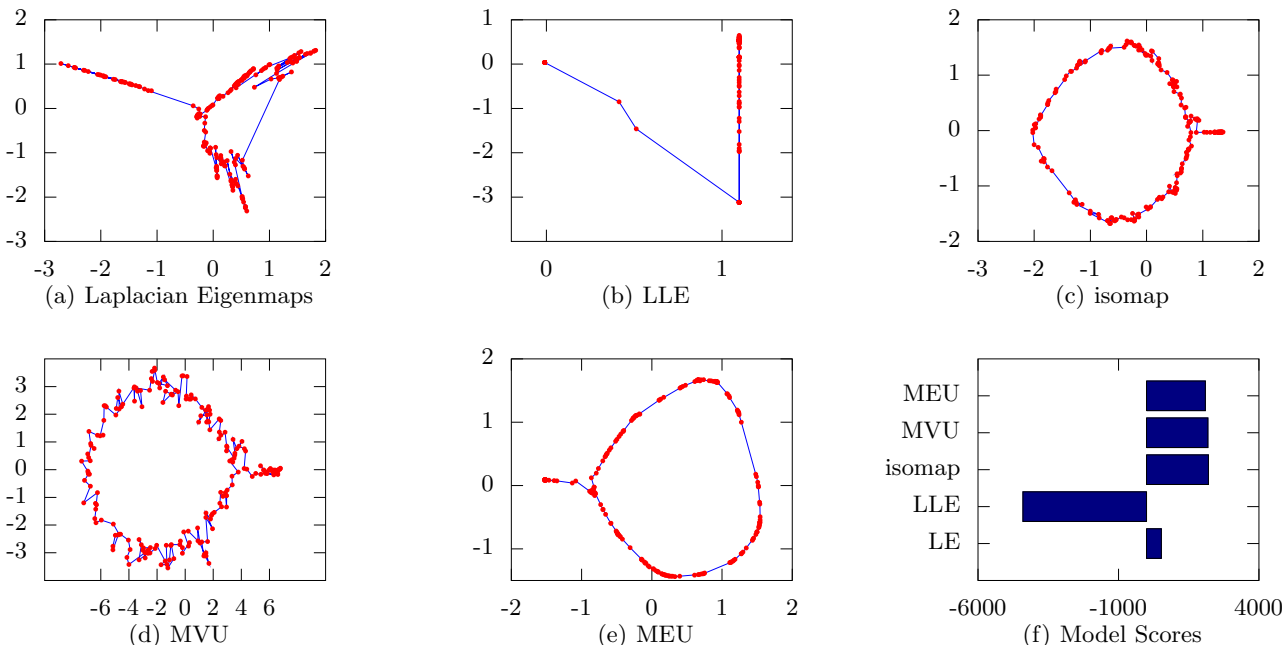 2
1
0
-1
-2
-3
-3 -2 -1 0 1 2
(a) Laplacian Eigenmaps
1
0
-1
-2
-3
0 1
(b) LLE
2
1
0
-1
-2
-3 -2 -1 0 1 2
(c) isomap
3
2
1
0
-1
-2
-3
-6 -4 -2 0 2 4 6
(d) MVU
2
1
0
-1
-2 -1 0 1 2
(e) MEU
MEU
MVU
isomap
LLE
LE
-6000 -1000 4000
(f) Model Scores